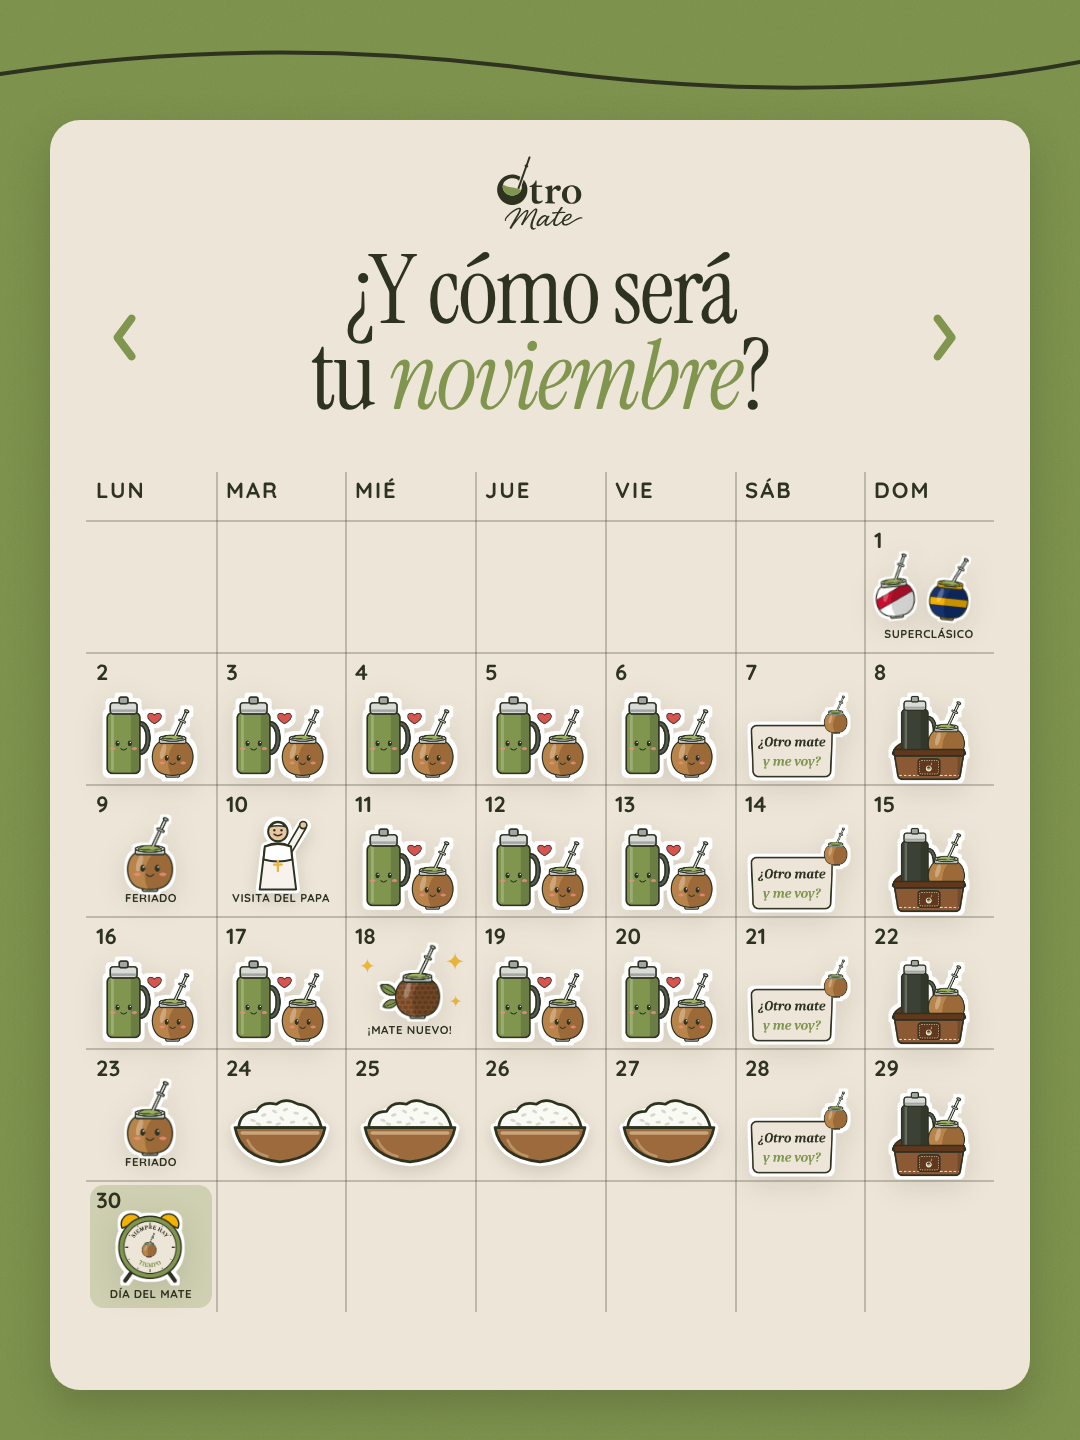 Otro
Mate
¿Y cómo será
tu noviembre?
LUN MAR MIÉ JUE VIE SÁB DOM
1
SUPERCLÁSICO
2 3 4 5 6 7 8
¿Otro mate
y me voy?
9 10 11 12 13 14 15
¿Otro mate
y me voy?
FERIADO VISITA DEL PAPA
16 17 18 19 20 21 22
¿Otro mate
y me voy?
¡MATE NUEVO!
23 24 25 26 27 28 29
¿Otro mate
y me voy?
FERIADO
30
SIEMPRE HAY
TIEMPO
DÍA DEL MATE